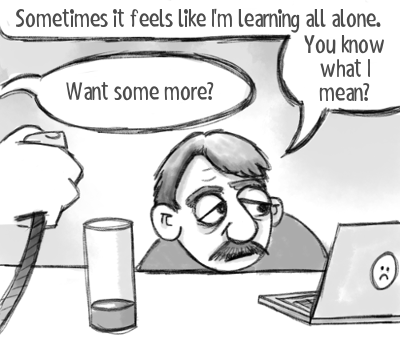 Sometimes it feels like I'm learning all alone.
You know
what I
mean?
Want some more?